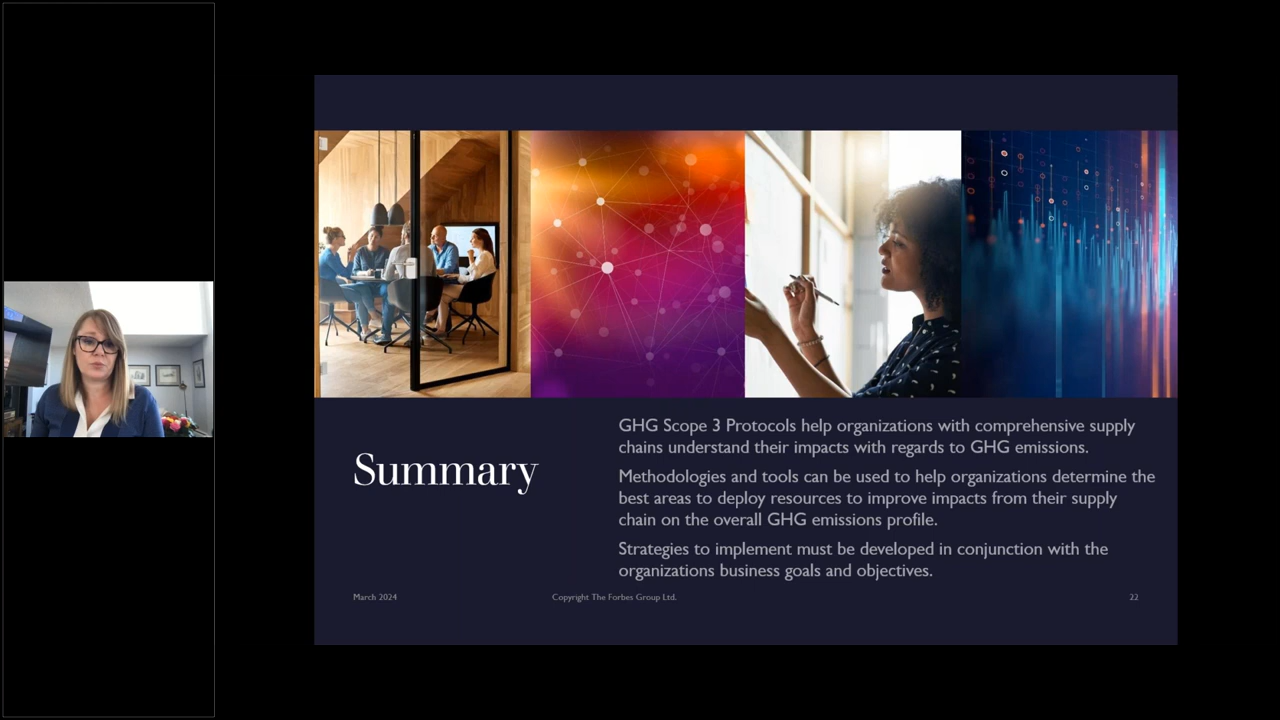 Summary
GHG Scope 3 Protocols help organizations with comprehensive supply
chains understand their impacts with regards to GHG emissions.
Methodologies and tools can be used to help organizations determine the
best areas to deploy resources to improve impacts from their supply
chain on the overall GHG emissions profile.
Strategies to implement must be developed in conjunction with the
organizations business goals and objectives.
March 2024
Copyright The Forbes Group Ltd.
22